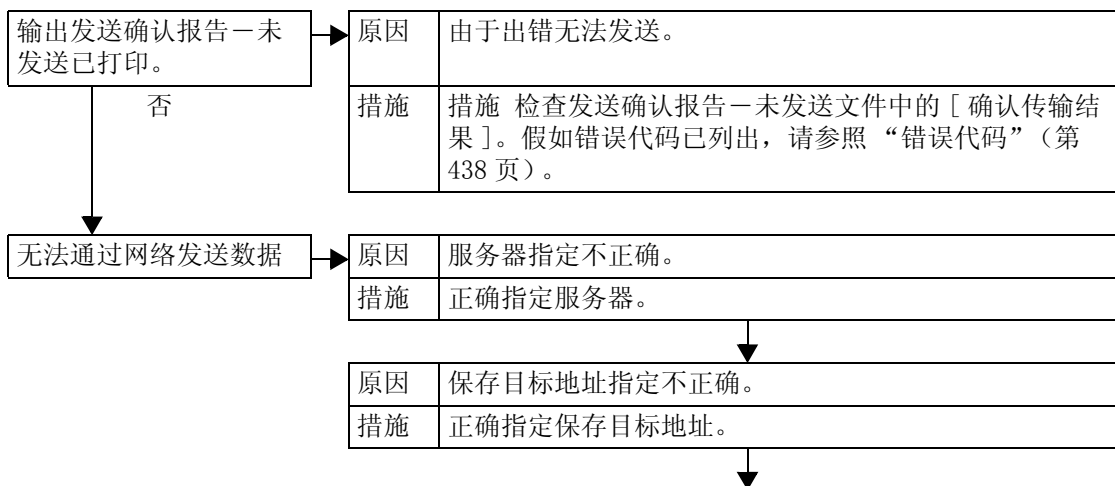 输出发送确认报告－未
发送已打印。
原因 由于出错无法发送。
否
措施 措施 检查发送确认报告－未发送文件中的 [ 确认传输结
果 ]。假如错误代码已列出，请参照 “错误代码”（第
438 页）。
无法通过网络发送数据
原因 服务器指定不正确。
措施 正确指定服务器。
原因 保存目标地址指定不正确。
措施 正确指定保存目标地址。